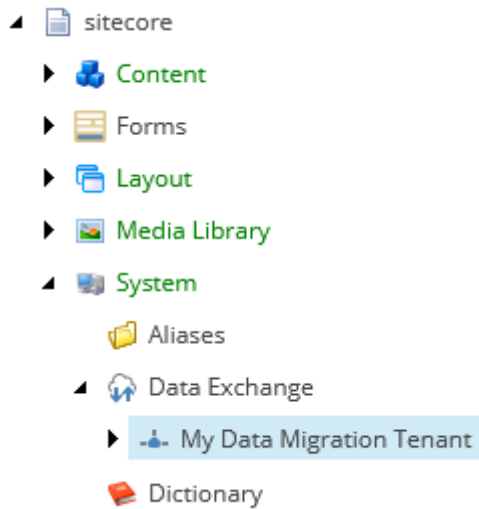 sitecore
Content
Forms
Layout
Media Library
System
Aliases
Data Exchange
My Data Migration Tenant
Dictionary